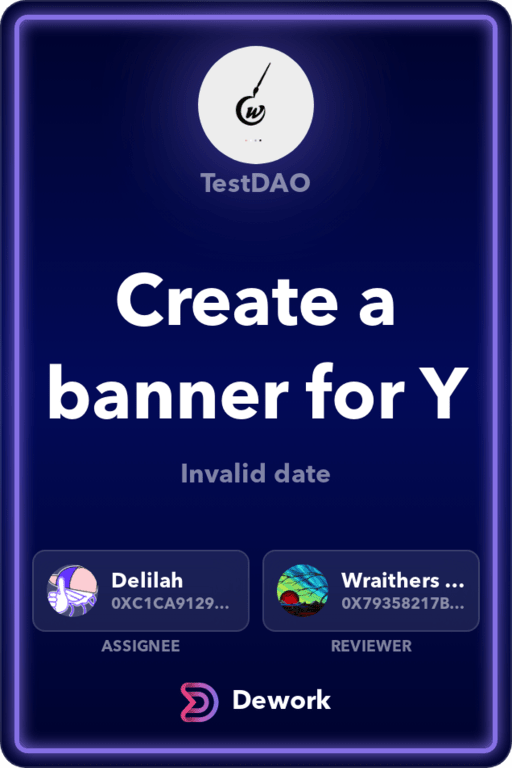 TestDAO
Create a
banner for Y
Invalid date
Delilah
0XC1CA9129...
Wraithers ...
0X79358217B...
ASSIGNEE
REVIEWER
Dework